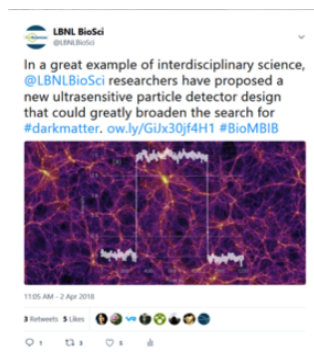 LBNL BioSci
@LBNLBioSci
In a great example of interdisciplinary science,
@LBNLBioSci researchers have proposed a
new ultrasensitive particle detector design
that could greatly broaden the search for
#darkmatter. ow.ly/GiJx30jf4H1 #BioMBIB
11:05 AM - 2 Apr 2018
3 Retweets 5 Likes
1 3 5